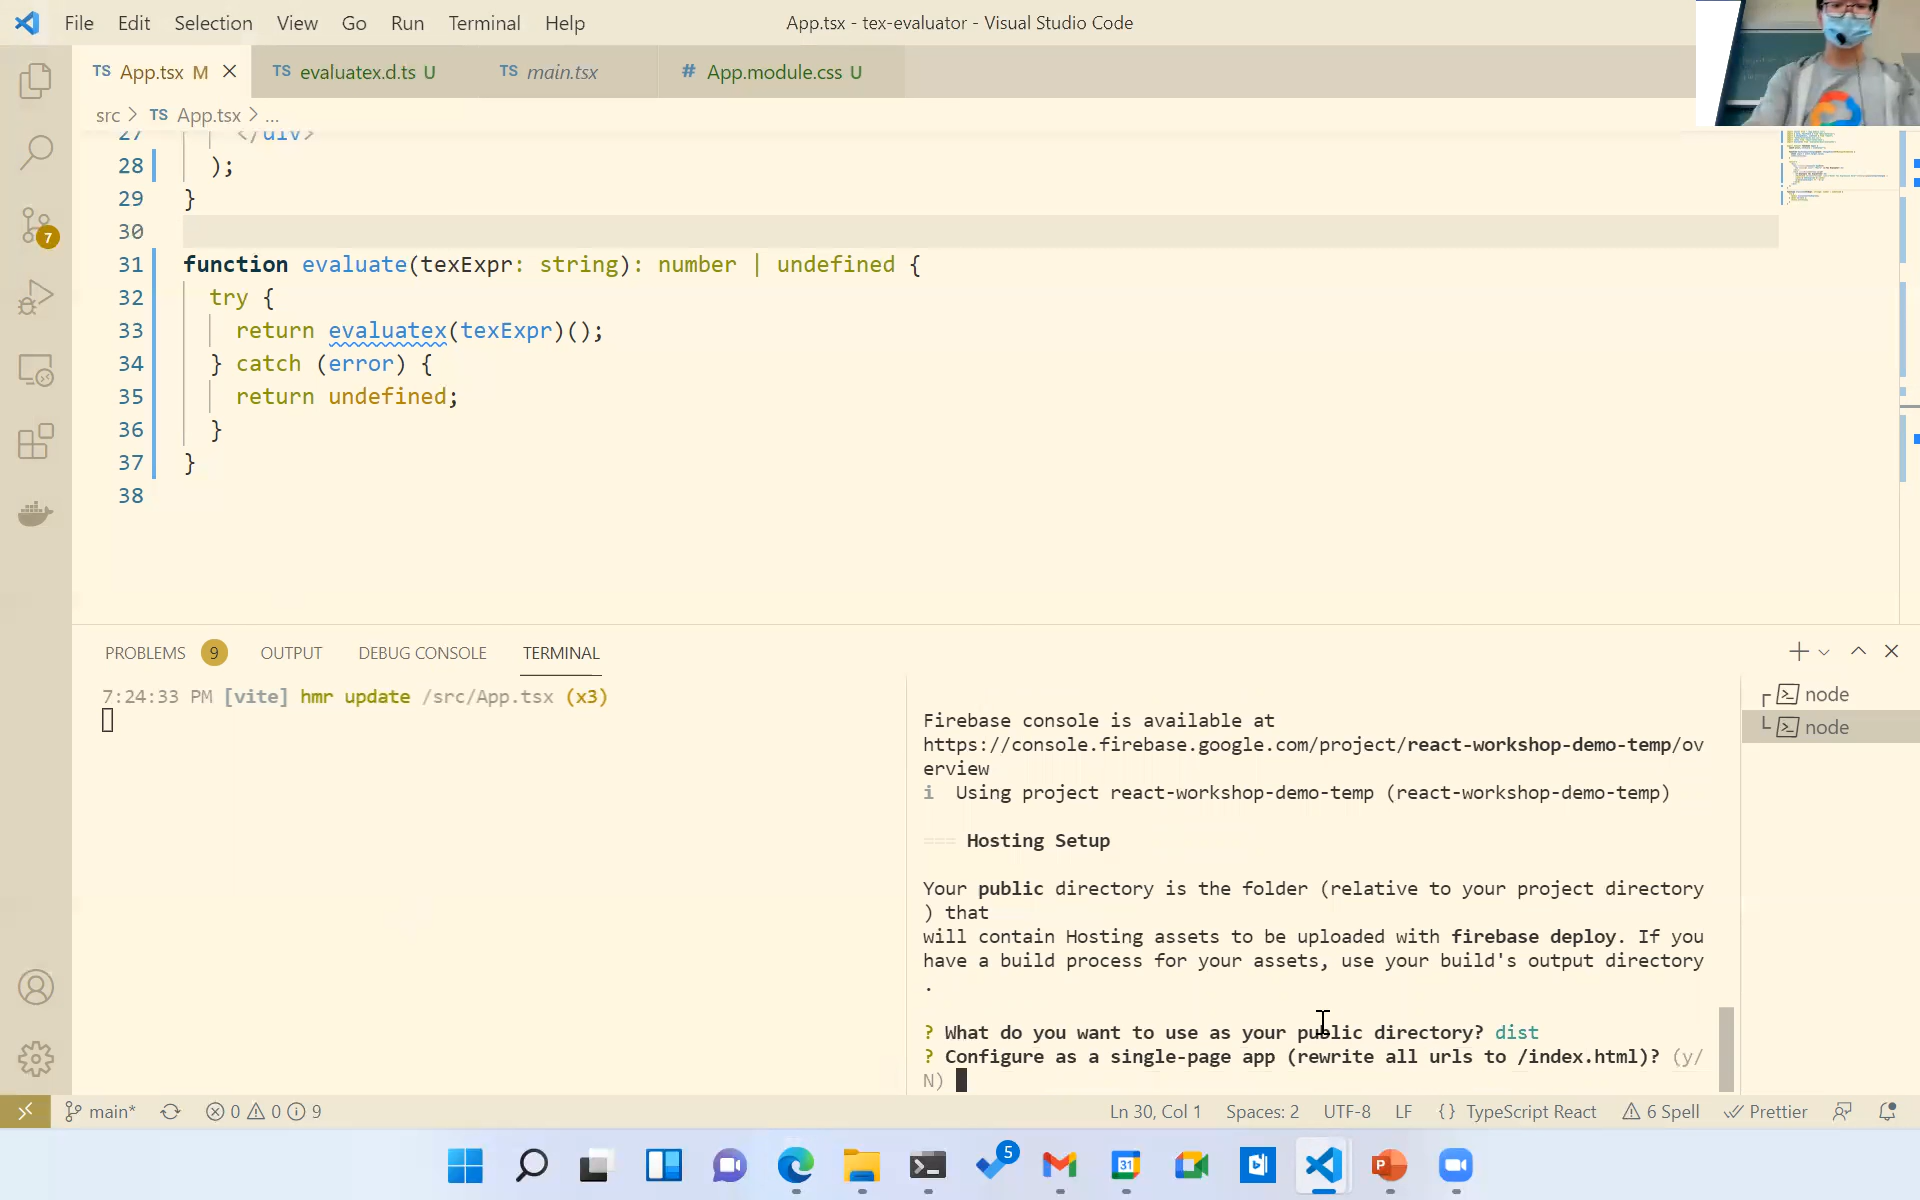 File Edit Selection View Go Run Terminal Help
App.tsx - tex-evaluator - Visual Studio Code
TS App.tsx M
TS evaluatex.d.ts U
TS main.tsx
# App.module.css U
src > TS App.tsx > ...
27 </div>
28 );
29 }
30
31 function evaluate(texExpr: string): number | undefined {
32 try {
33 return evaluatex(texExpr)();
34 } catch (error) {
35 return undefined;
36 }
37 }
38
7
PROBLEMS 9 OUTPUT DEBUG CONSOLE TERMINAL
7:24:33 PM [vite] hmr update /src/App.tsx (x3)
Firebase console is available at
https://console.firebase.google.com/project/react-workshop-demo-temp/ov
erview
i Using project react-workshop-demo-temp (react-workshop-demo-temp)
=== Hosting Setup
Your public directory is the folder (relative to your project directory
) that
will contain Hosting assets to be uploaded with firebase deploy. If you
have a build process for your assets, use your build's output directory
.
? What do you want to use as your public directory? dist
? Configure as a single-page app (rewrite all urls to /index.html)? (y/
N)
node
node
main* 0 0 9
Ln 30, Col 1 Spaces: 2 UTF-8 LF {} TypeScript React 6 Spell Prettier
5
31
P